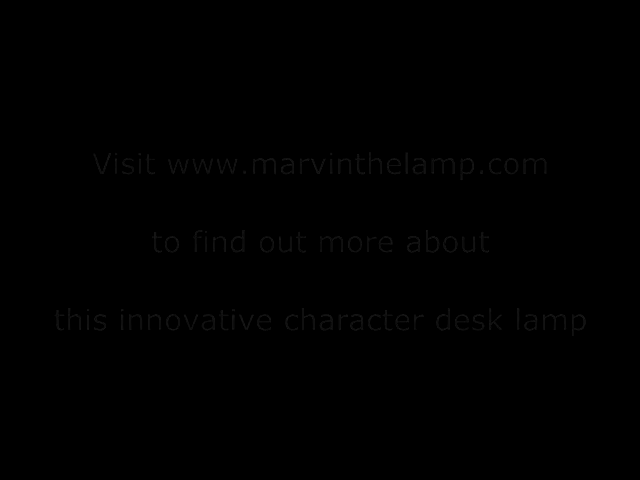 Visit www.marvinthelamp.com
to find out more about
this innovative character desk lamp